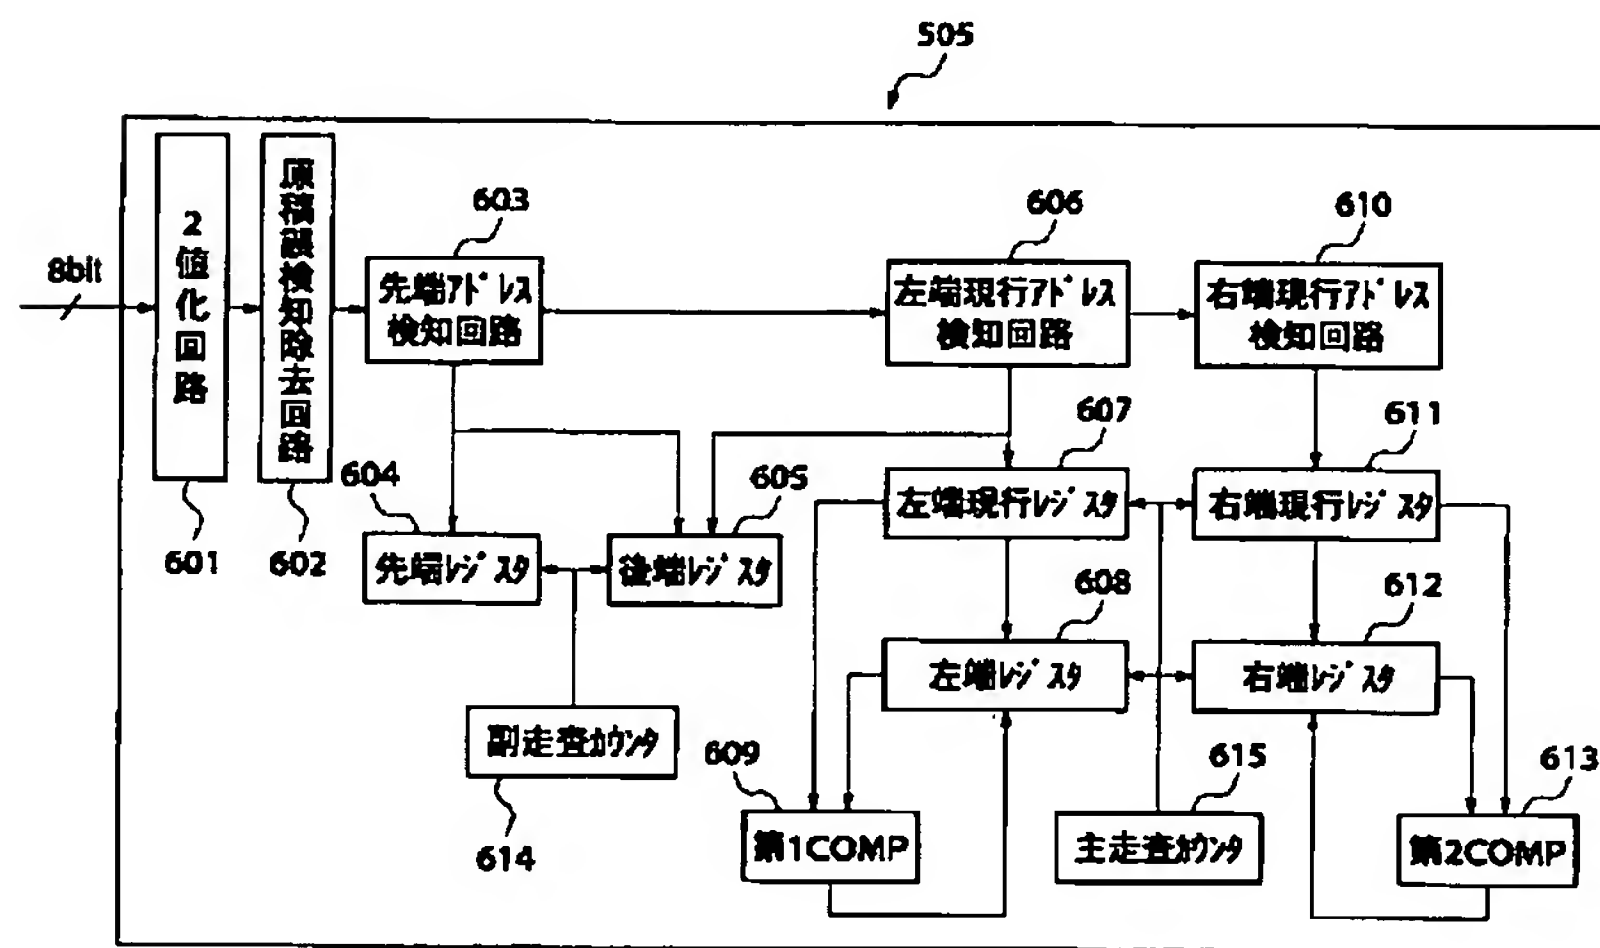 505
8bit
2値化回路
601
原稿誤検知除去回路
602
603
先端アドレス
検知回路
606
左端現行アドレス
検知回路
610
右端現行アドレス
検知回路
604
先端レジスタ
605
後端レジスタ
607
左端現行レジスタ
611
右端現行レジスタ
608
左端レジスタ
612
右端レジスタ
副走査カウンタ
614
609
第1COMP
615
主走査カウンタ
613
第2COMP